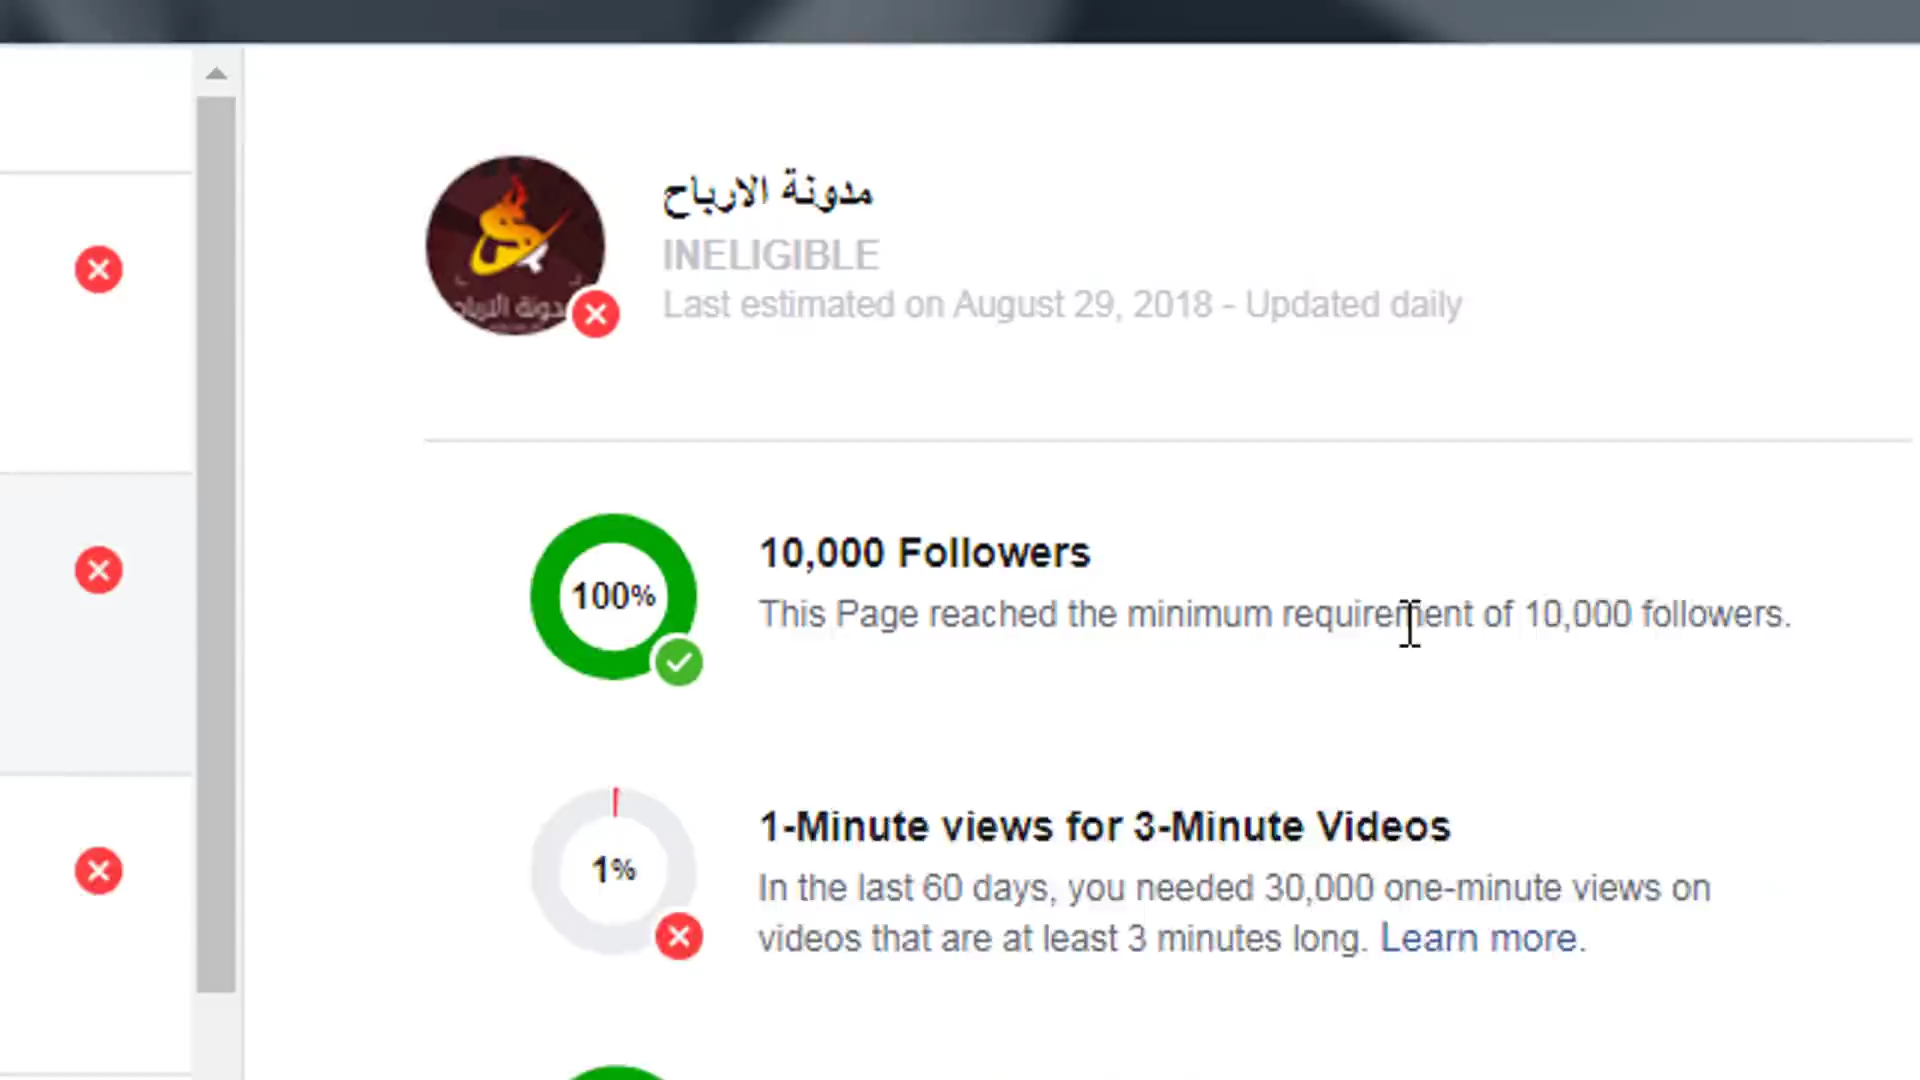 مدونة الارباح
INELIGIBLE
Last estimated on August 29, 2018 - Updated daily
مدونة الارباح
100%
10,000 Followers
This Page reached the minimum requirement of 10,000 followers.
1%
1-Minute views for 3-Minute Videos
In the last 60 days, you needed 30,000 one-minute views on
videos that are at least 3 minutes long. Learn more.